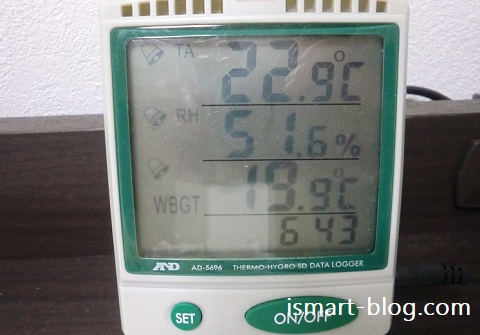 TA 22.9℃
RH 51.6%
WBGT 19.9℃
6 43
AND AD-5696 THERMO-HYGRO SD DATA LOGGER
SET ON/OFF
ismart-blog.com